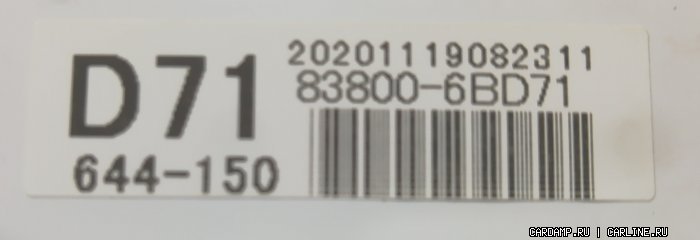 D71
20201119082311
83800-6BD71
644-150
CARDAMP.RU | CARLINE.RU